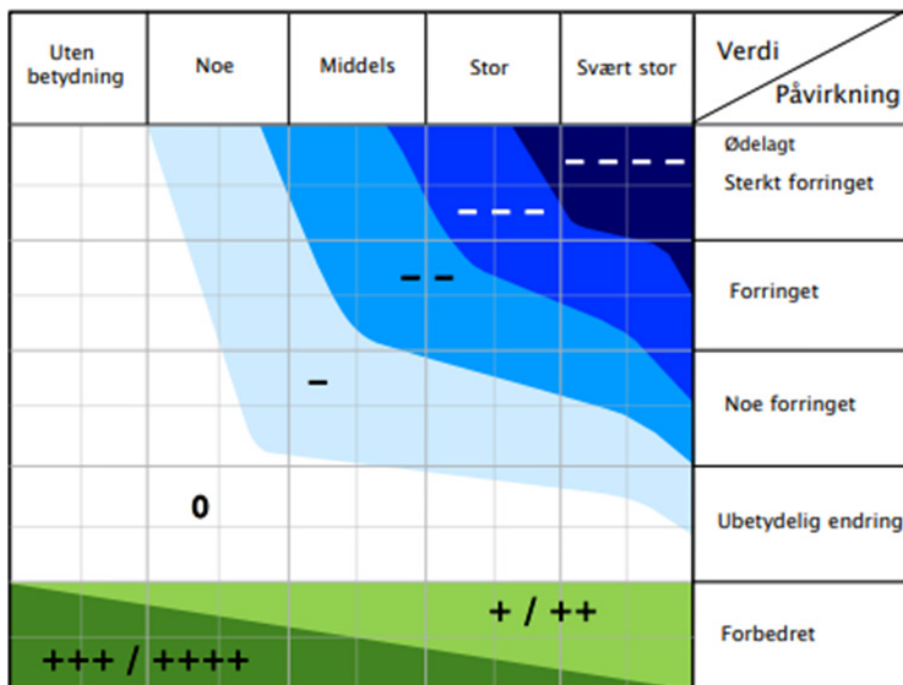 Uten
betydning
Noe
Middels
Stor
Svært stor
Verdi
Påvirkning
Ødelagt
Sterkt forringet
– – – –
– – –
– –
Forringet
–
Noe forringet
0
Ubetydelig endring
+ / ++
Forbedret
+++ / ++++